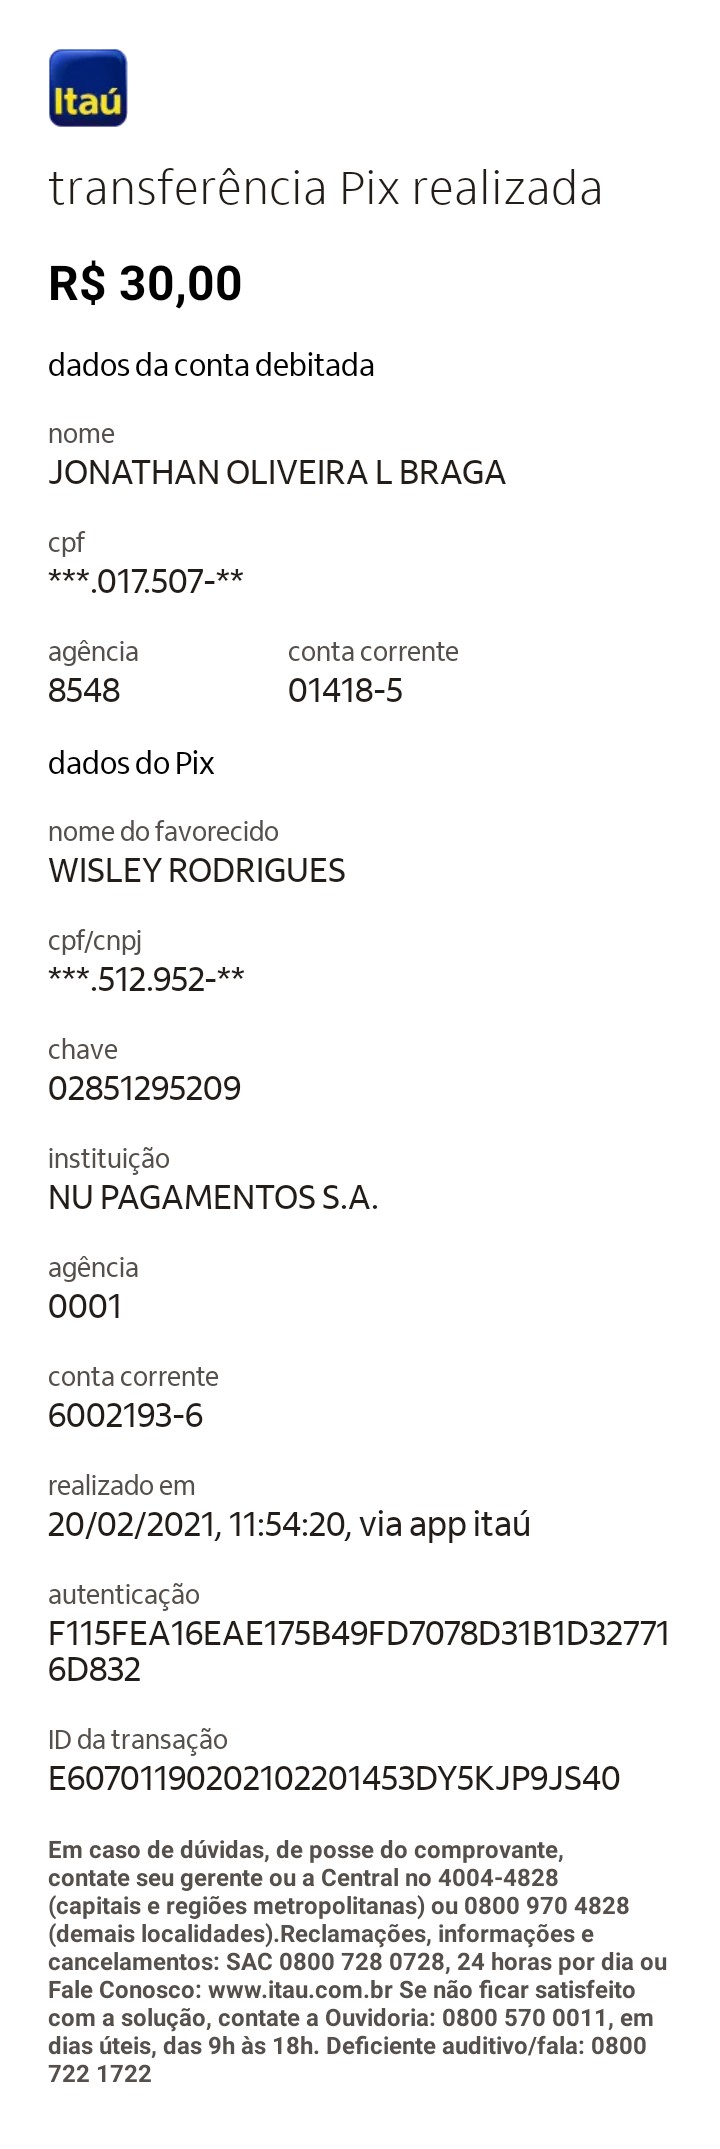 Itaú
transferência Pix realizada
R$ 30,00
dados da conta debitada
nome
JONATHAN OLIVEIRA L BRAGA
cpf
***.017.507-**
agência conta corrente
8548 01418-5
dados do Pix
nome do favorecido
WISLEY RODRIGUES
cpf/cnpj
***.512.952-**
chave
02851295209
instituição
NU PAGAMENTOS S.A.
agência
0001
conta corrente
6002193-6
realizado em
20/02/2021, 11:54:20, via app itaú
autenticação
F115FEA16EAE175B49FD7078D31B1D32771
6D832
ID da transação
E60701190202102201453DY5KJP9JS40
Em caso de dúvidas, de posse do comprovante,
contate seu gerente ou a Central no 4004-4828
(capitais e regiões metropolitanas) ou 0800 970 4828
(demais localidades).Reclamações, informações e
cancelamentos: SAC 0800 728 0728, 24 horas por dia ou
Fale Conosco: www.itau.com.br Se não ficar satisfeito
com a solução, contate a Ouvidoria: 0800 570 0011, em
dias úteis, das 9h às 18h. Deficiente auditivo/fala: 0800
722 1722